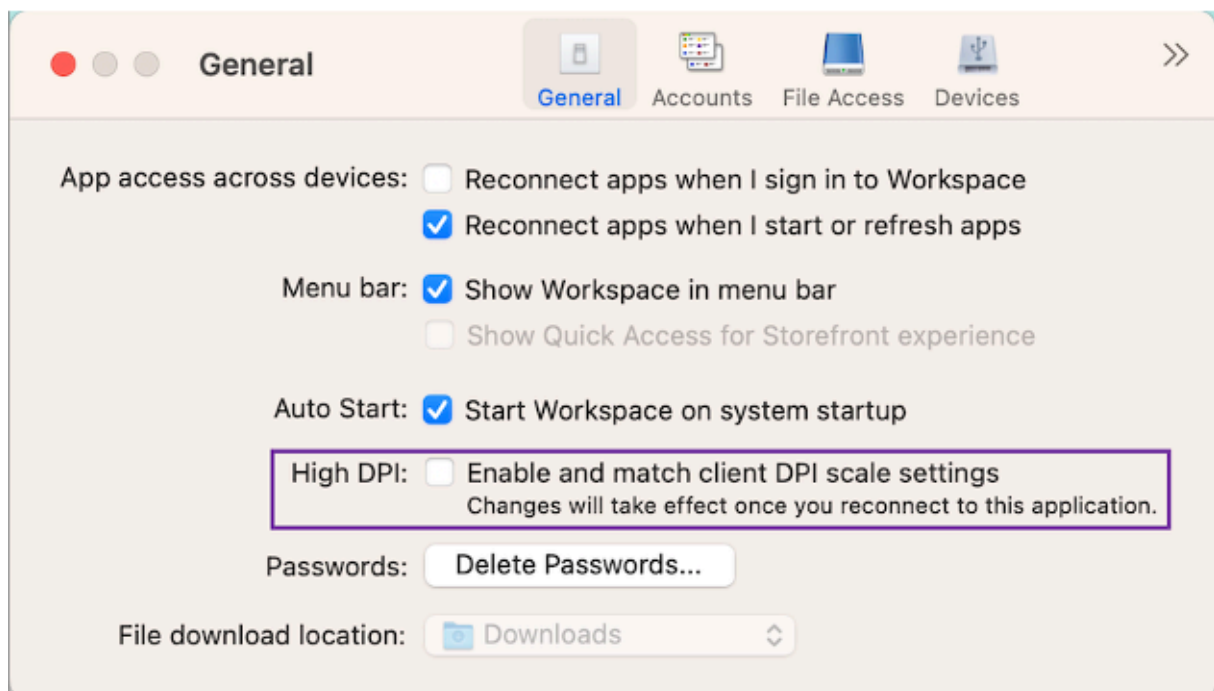 General
General
Accounts
File Access
Devices
App access across devices: Reconnect apps when I sign in to Workspace
Reconnect apps when I start or refresh apps
Menu bar: Show Workspace in menu bar
Show Quick Access for Storefront experience
Auto Start: Start Workspace on system startup
High DPI: Enable and match client DPI scale settings
Changes will take effect once you reconnect to this application.
Passwords: Delete Passwords...
File download location: Downloads